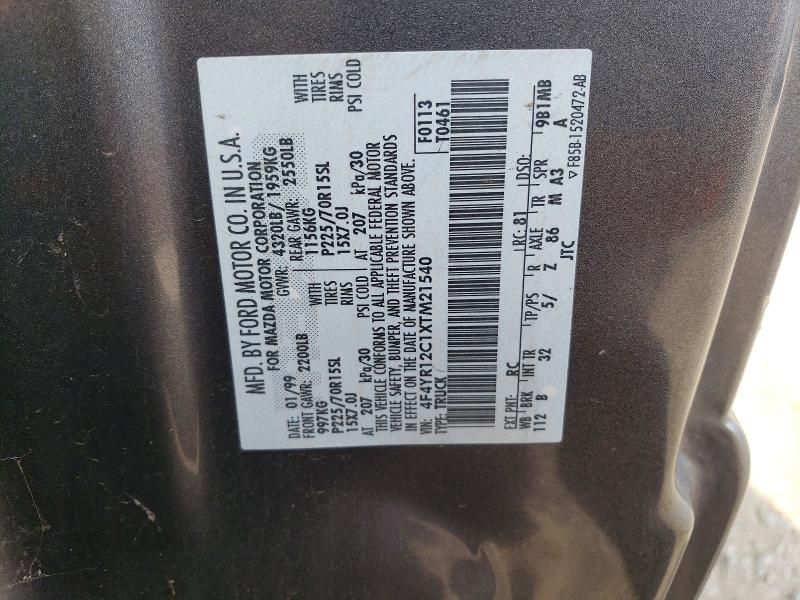 MFD. BY FORD MOTOR CO. IN U.S.A.
FOR MAZDA MOTOR CORPORATION
DATE: 01/99 GVWR: 4320LB/ 1959KG
FRONT GAWR: 2200LB REAR GAWR: 2550LB
997KG WITH 1156KG WITH
P225/70R15SL TIRES P225/70R15SL TIRES
15X7.0J RIMS 15X7.0J RIMS
AT 207 kPa/30 PSI COLD AT 207 kPa/30 PSI COLD
THIS VEHICLE CONFORMS TO ALL APPLICABLE FEDERAL MOTOR
VEHICLE SAFETY, BUMPER, AND THEFT PREVENTION STANDARDS
IN EFFECT ON THE DATE OF MANUFACTURE SHOWN ABOVE.
VIN: 4F4YR12C1XTM21540 F0113
TYPE: TRUCK T0461
EXT PNT: RC RC: 81 DSO:
WB BRK INT TR TP/PS R AXLE TR SPR 9B1MB
112 B 32 5/ Z 86 M A3 A
JTC
▽ F85B-1520472-AB